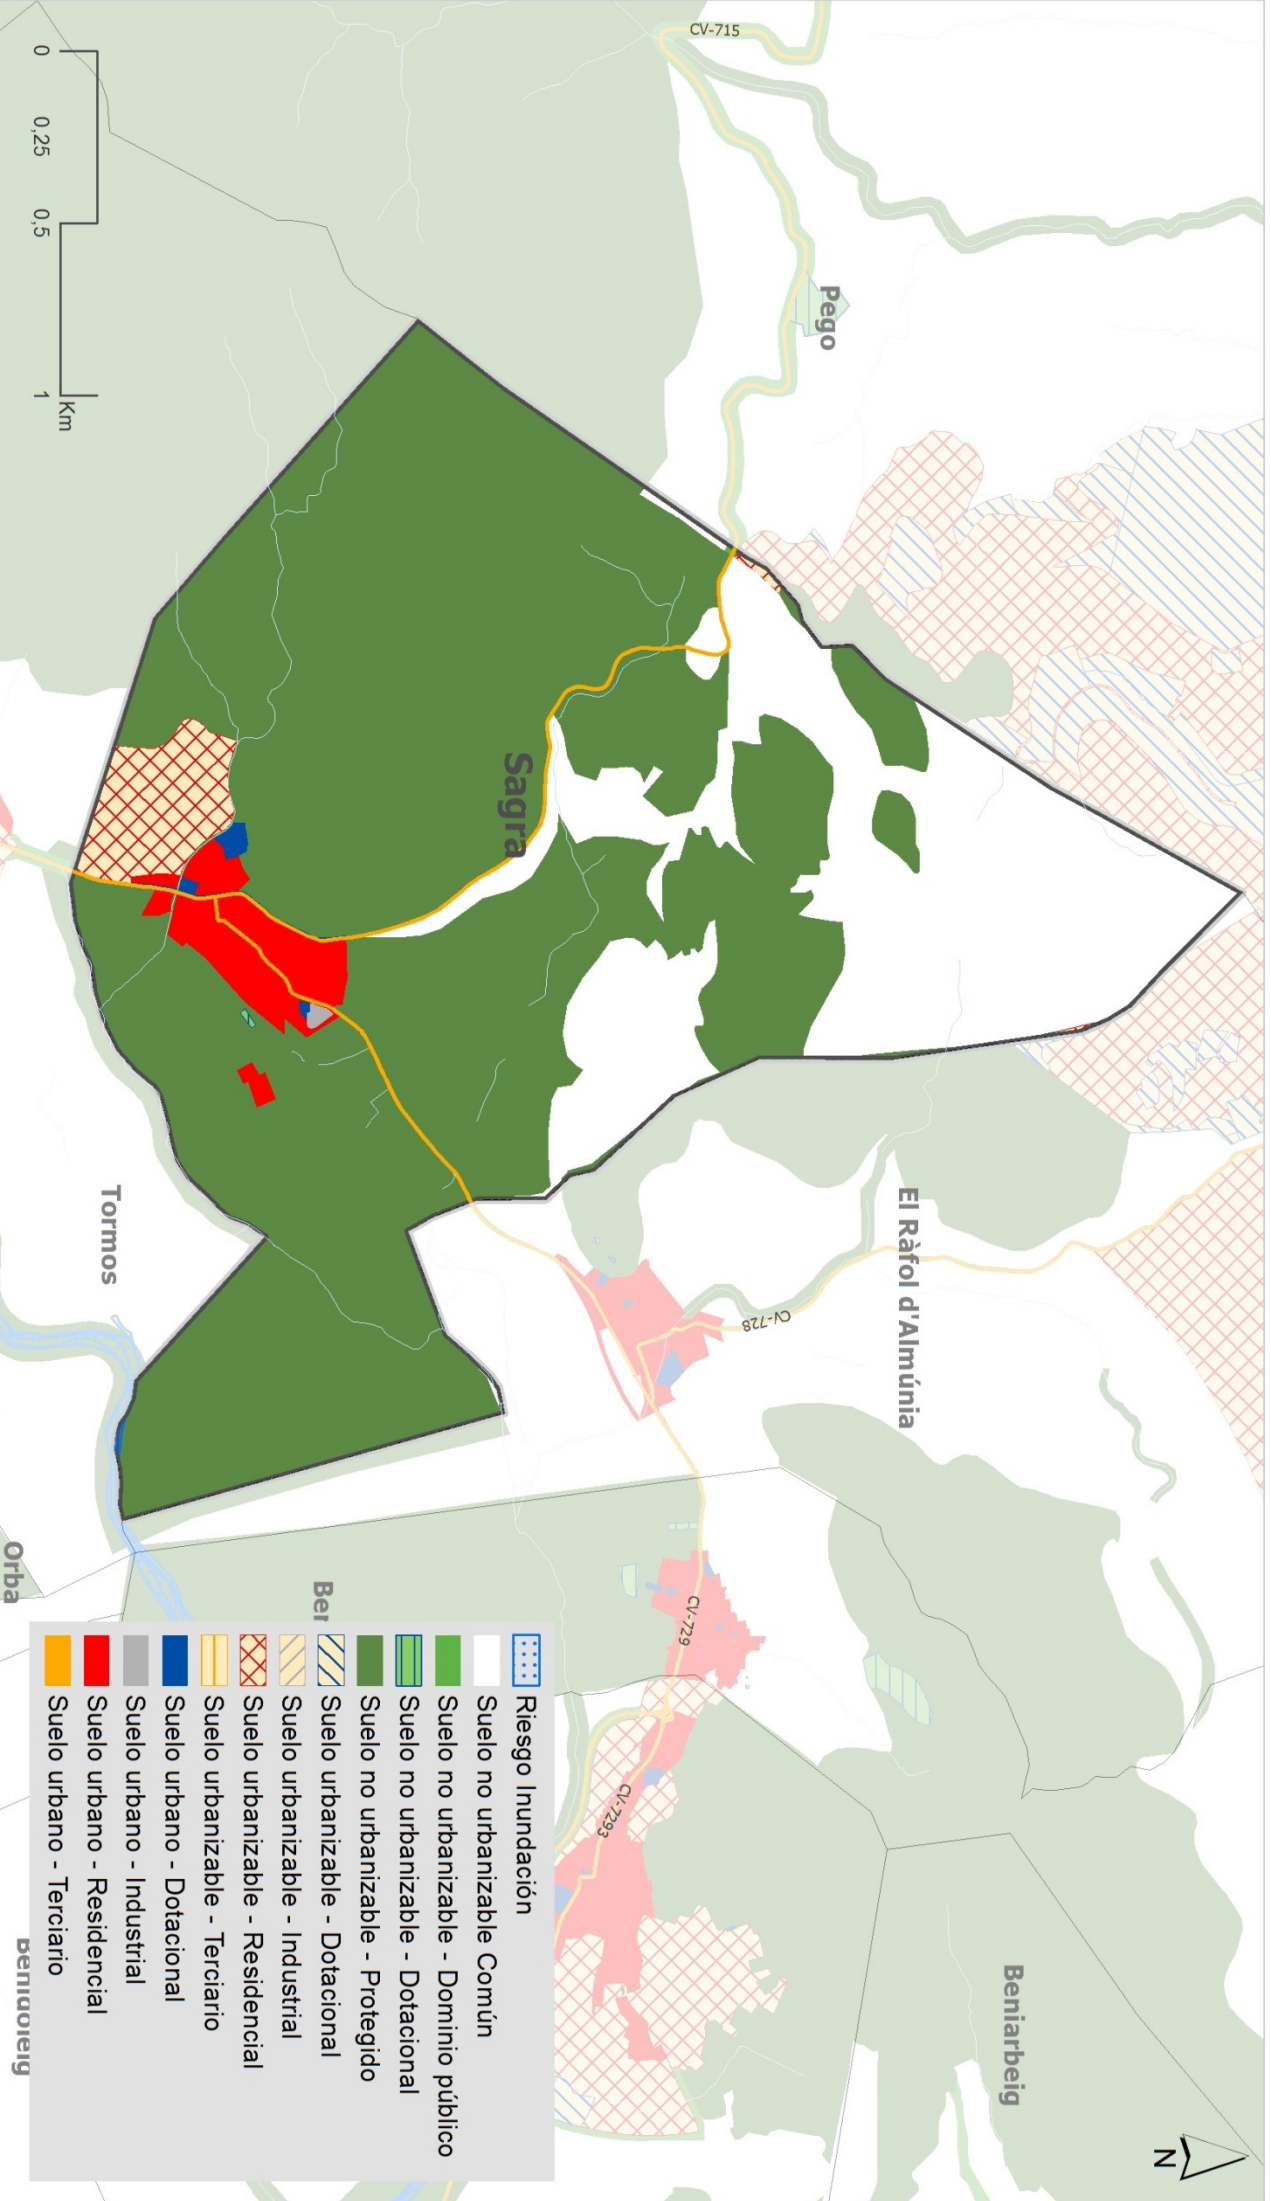 CV-715
Pego
Sagra
El Ràfol d'Almúnia
CV-728
Tormos
CV-729
CV-7293
Beniarbeig
Orba
Ber
Benidoleig
0 0,25 0,5 1
Km
N
Riesgo Inundación
Suelo no urbanizable Común
Suelo no urbanizable - Dominio público
Suelo no urbanizable - Dotacional
Suelo no urbanizable - Protegido
Suelo urbanizable - Dotacional
Suelo urbanizable - Industrial
Suelo urbanizable - Residencial
Suelo urbanizable - Terciario
Suelo urbano - Dotacional
Suelo urbano - Industrial
Suelo urbano - Residencial
Suelo urbano - Terciario